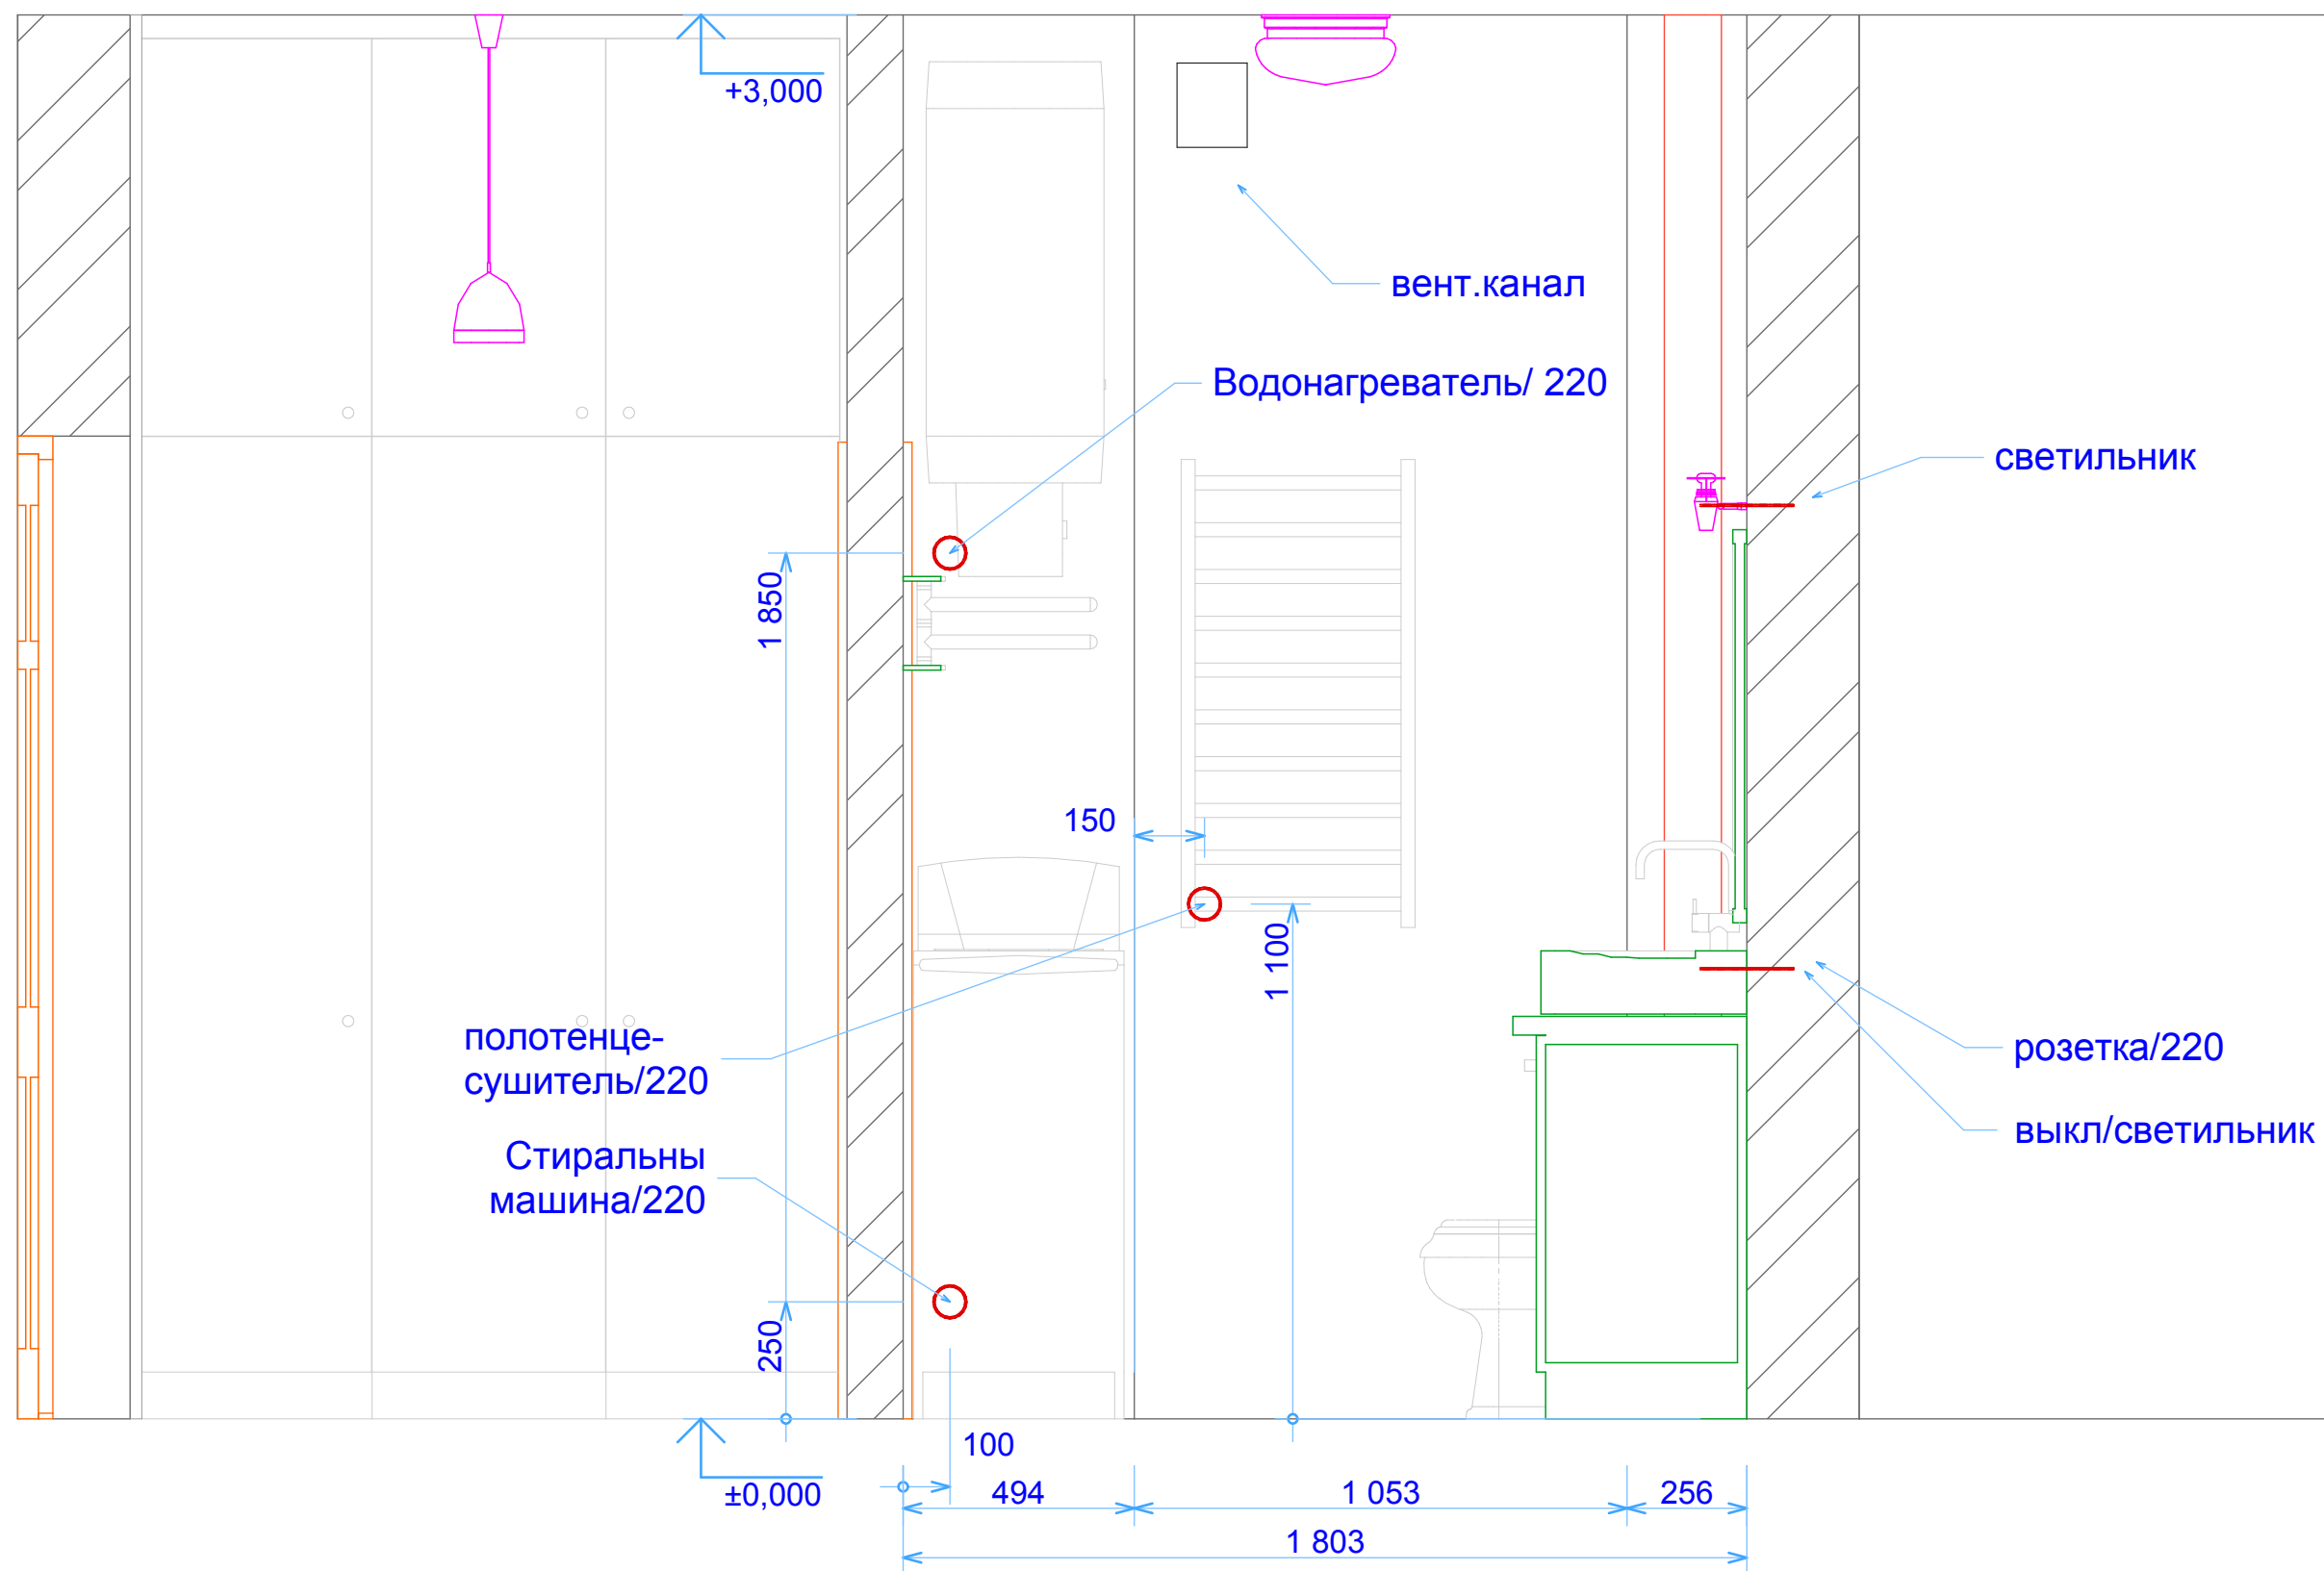 +3,000
вент.канал
Водонагреватель/ 220
светильник
1 850
150
1 100
полотенце-
сушитель/220
розетка/220
выкл/светильник
Стиральны
машина/220
250
100
±0,000
494
1 053
256
1 803